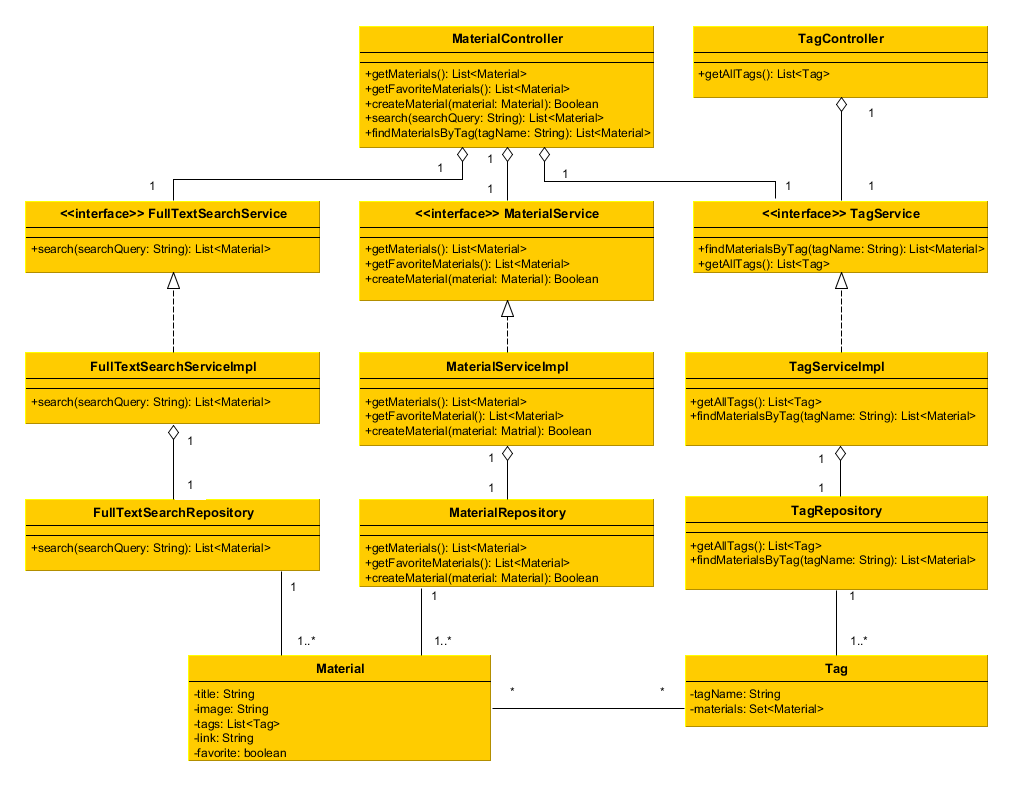 MaterialController
+getMaterials(): List<Material>
+getFavoriteMaterials(): List<Material>
+createMaterial(material: Material): Boolean
+search(searchQuery: String): List<Material>
+findMaterialsByTag(tagName: String): List<Material>
TagController
+getAllTags(): List<Tag>
1
1
1
1
1
1
1
1
<<interface>> FullTextSearchService
+search(searchQuery: String): List<Material>
<<interface>> MaterialService
+getMaterials(): List<Material>
+getFavoriteMaterials(): List<Material>
+createMaterial(material: Material): Boolean
<<interface>> TagService
+findMaterialsByTag(tagName: String): List<Material>
+getAllTags(): List<Tag>
FullTextSearchServiceImpl
+search(searchQuery: String): List<Material>
MaterialServiceImpl
+getMaterials(): List<Material>
+getFavoriteMaterial(): List<Material>
+createMaterial(material: Matrial): Boolean
TagServiceImpl
+getAllTags(): List<Tag>
+findMaterialsByTag(tagName: String): List<Material>
1
1
1
1
1
1
FullTextSearchRepository
+search(searchQuery: String): List<Material>
MaterialRepository
+getMaterials(): List<Material>
+getFavoriteMaterials(): List<Material>
+createMaterial(material: Material): Boolean
TagRepository
+getAllTags(): List<Tag>
+findMaterialsByTag(tagName: String): List<Material>
1
1
1
1..*
1..*
1..*
Material
-title: String
-image: String
-tags: List<Tag>
-link: String
-favorite: boolean
*
*
Tag
-tagName: String
-materials: Set<Material>